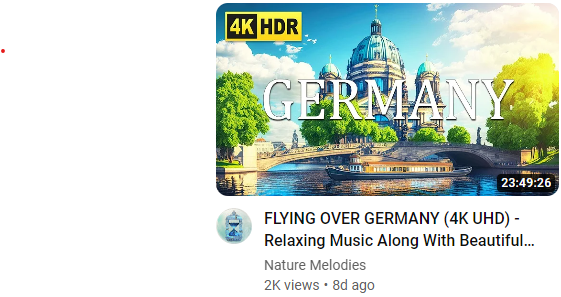 4K HDR
GERMANY
23:49:26
FLYING OVER GERMANY (4K UHD) -
Relaxing Music Along With Beautiful...
Nature Melodies
2K views • 8d ago